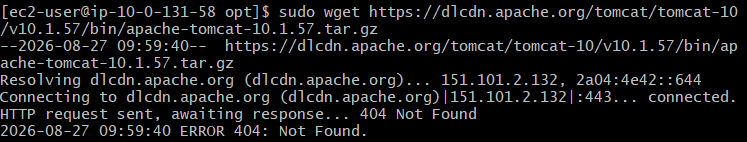 [ec2-user@ip-10-0-131-58 opt]$ sudo wget https://dlcdn.apache.org/tomcat/tomcat-10
/v10.1.57/bin/apache-tomcat-10.1.57.tar.gz
--2026-08-27 09:59:40--  https://dlcdn.apache.org/tomcat/tomcat-10/v10.1.57/bin/ap
ache-tomcat-10.1.57.tar.gz
Resolving dlcdn.apache.org (dlcdn.apache.org)... 151.101.2.132, 2a04:4e42::644
Connecting to dlcdn.apache.org (dlcdn.apache.org)|151.101.2.132|:443... connected.
HTTP request sent, awaiting response... 404 Not Found
2026-08-27 09:59:40 ERROR 404: Not Found.